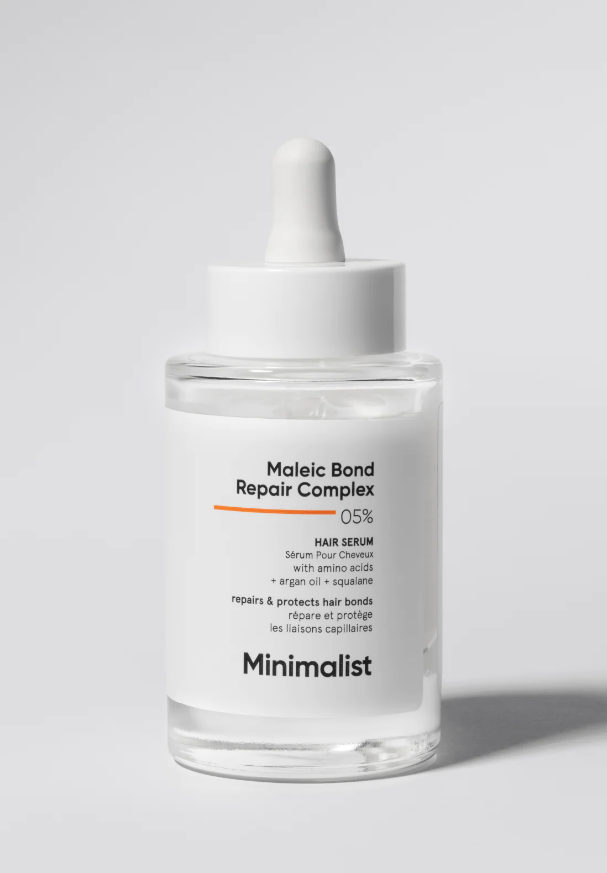 Maleic Bond
Repair Complex
05%
HAIR SERUM
Sérum Pour Cheveux
with amino acids
+ argan oil + squalane
repairs & protects hair bonds
répare et protège
les liaisons capillaires
Minimalist